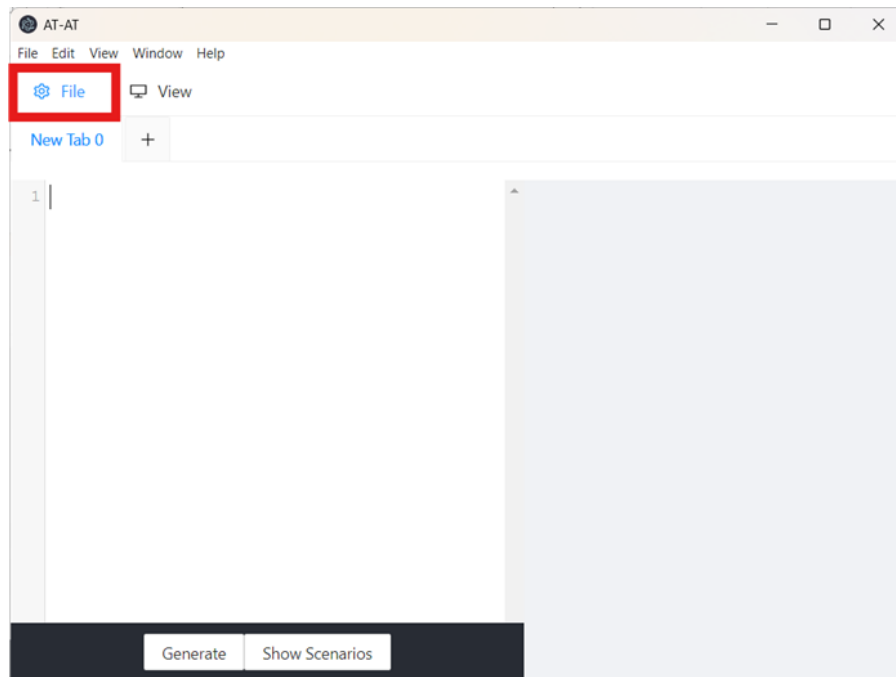 AT-AT
File Edit View Window Help
File View
New Tab 0 +
1
Generate Show Scenarios